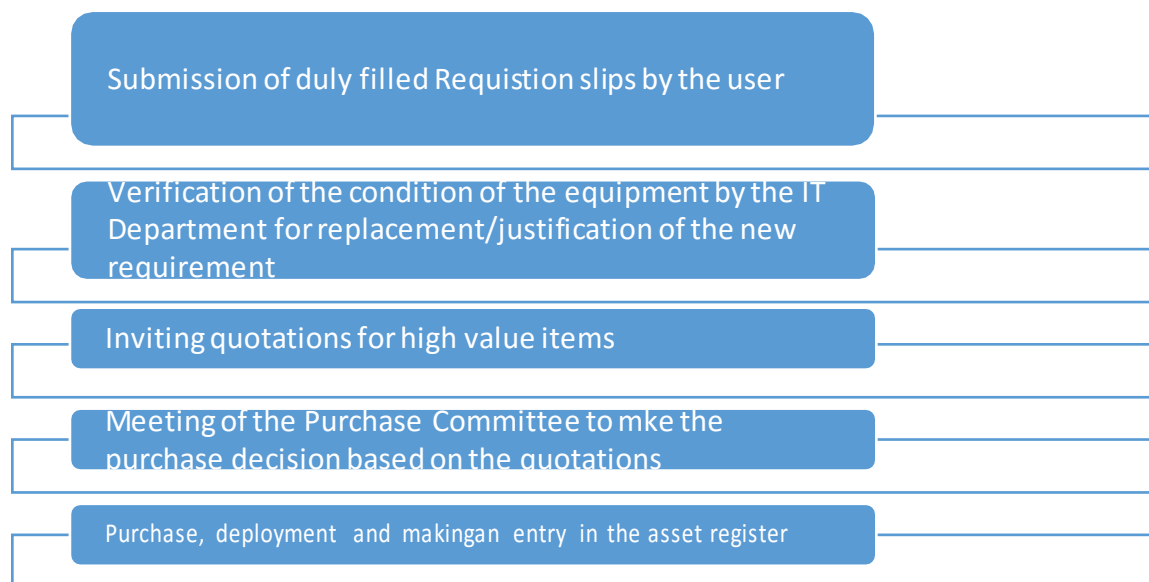 Submission of duly filled Requistion slips by the user
Verification of the condition of the equipment by the IT
Department for replacement/justification of the new
requirement
Inviting quotations for high value items
Meeting of the Purchase Committee to mke the
purchase decision based on the quotations
Purchase, deployment and makingan entry in the asset register